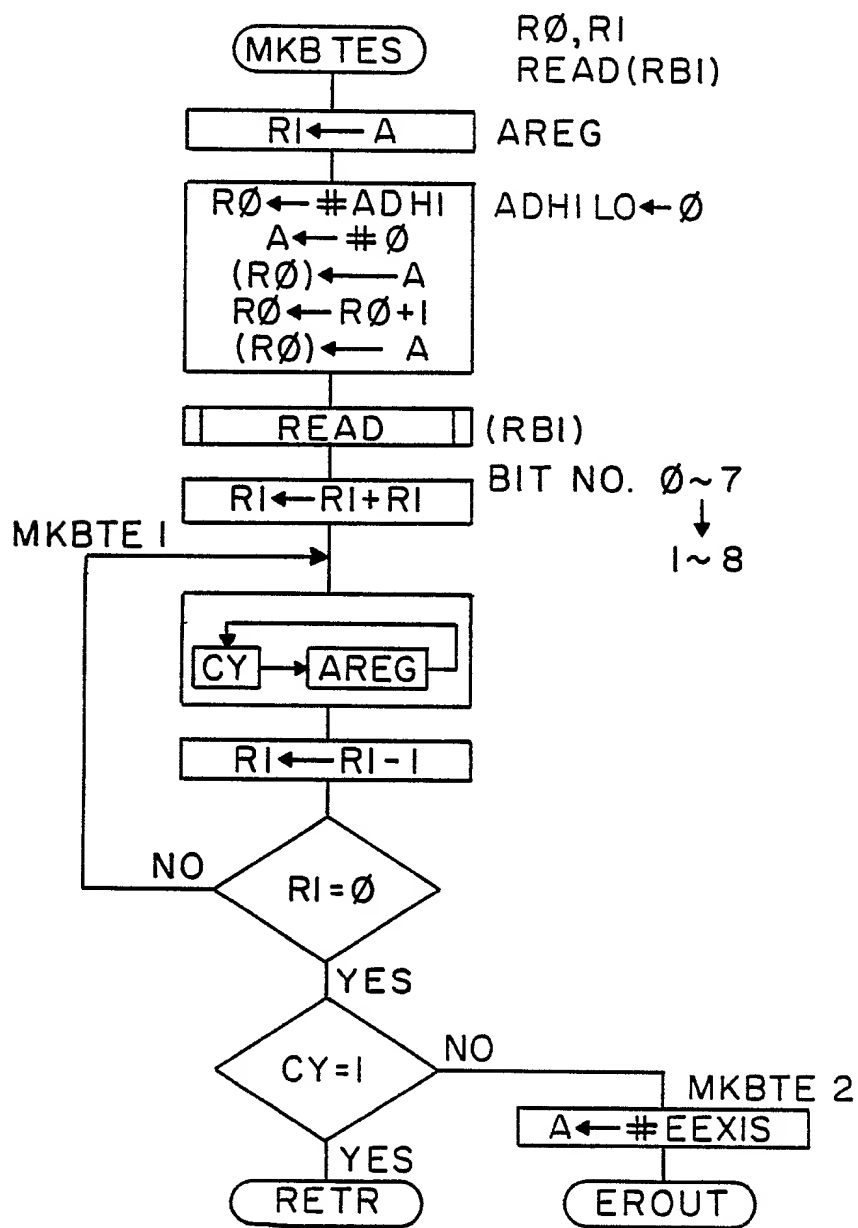 MKBTES
RØ,RI
READ(RBI)
RI←A
AREG
RØ←#ADHI
ADHILO←Ø
A←#Ø
(RØ)←A
RØ←RØ+I
(RØ)←A
READ
(RBI)
BIT NO. Ø~7
↓
I~8
RI←RI+RI
MKBTE I
CY→AREG
RI←RI-I
NO
RI=Ø
YES
CY=I
NO
MKBTE 2
A←#EEXIS
YES
RETR
EROUT